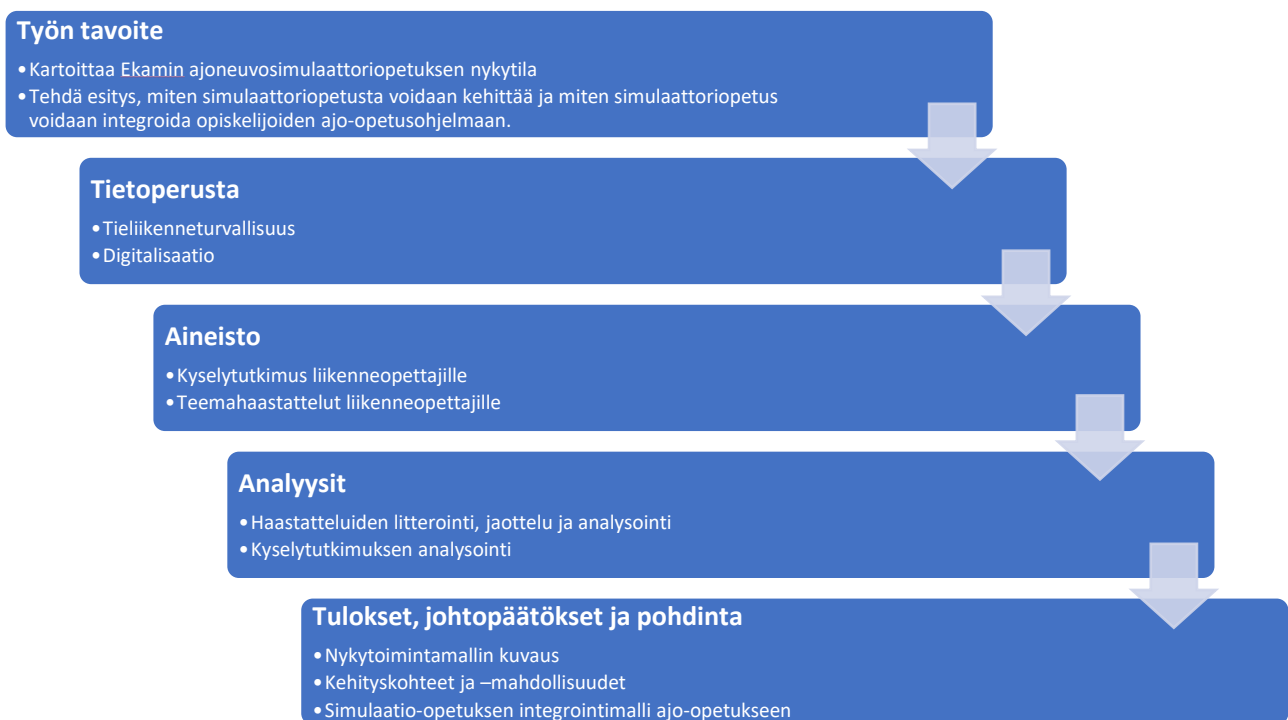 Työn tavoite
•Kartoittaa Ekamin ajoneuvosimulaattoriopetuksen nykytila
•Tehdä esitys, miten simulaattoriopetusta voidaan kehittää ja miten simulaattoriopetus
voidaan integroida opiskelijoiden ajo-opetusohjelmaan.
Tietoperusta
•Tieliikenneturvallisuus
•Digitalisaatio
Aineisto
•Kyselytutkimus liikenneopettajille
•Teemahaastattelut liikenneopettajille
Analyysit
•Haastatteluiden litterointi, jaottelu ja analysointi
•Kyselytutkimuksen analysointi
Tulokset, johtopäätökset ja pohdinta
•Nykytoimintamallin kuvaus
•Kehityskohteet ja –mahdollisuudet
•Simulaatio-opetuksen integrointimalli ajo-opetukseen